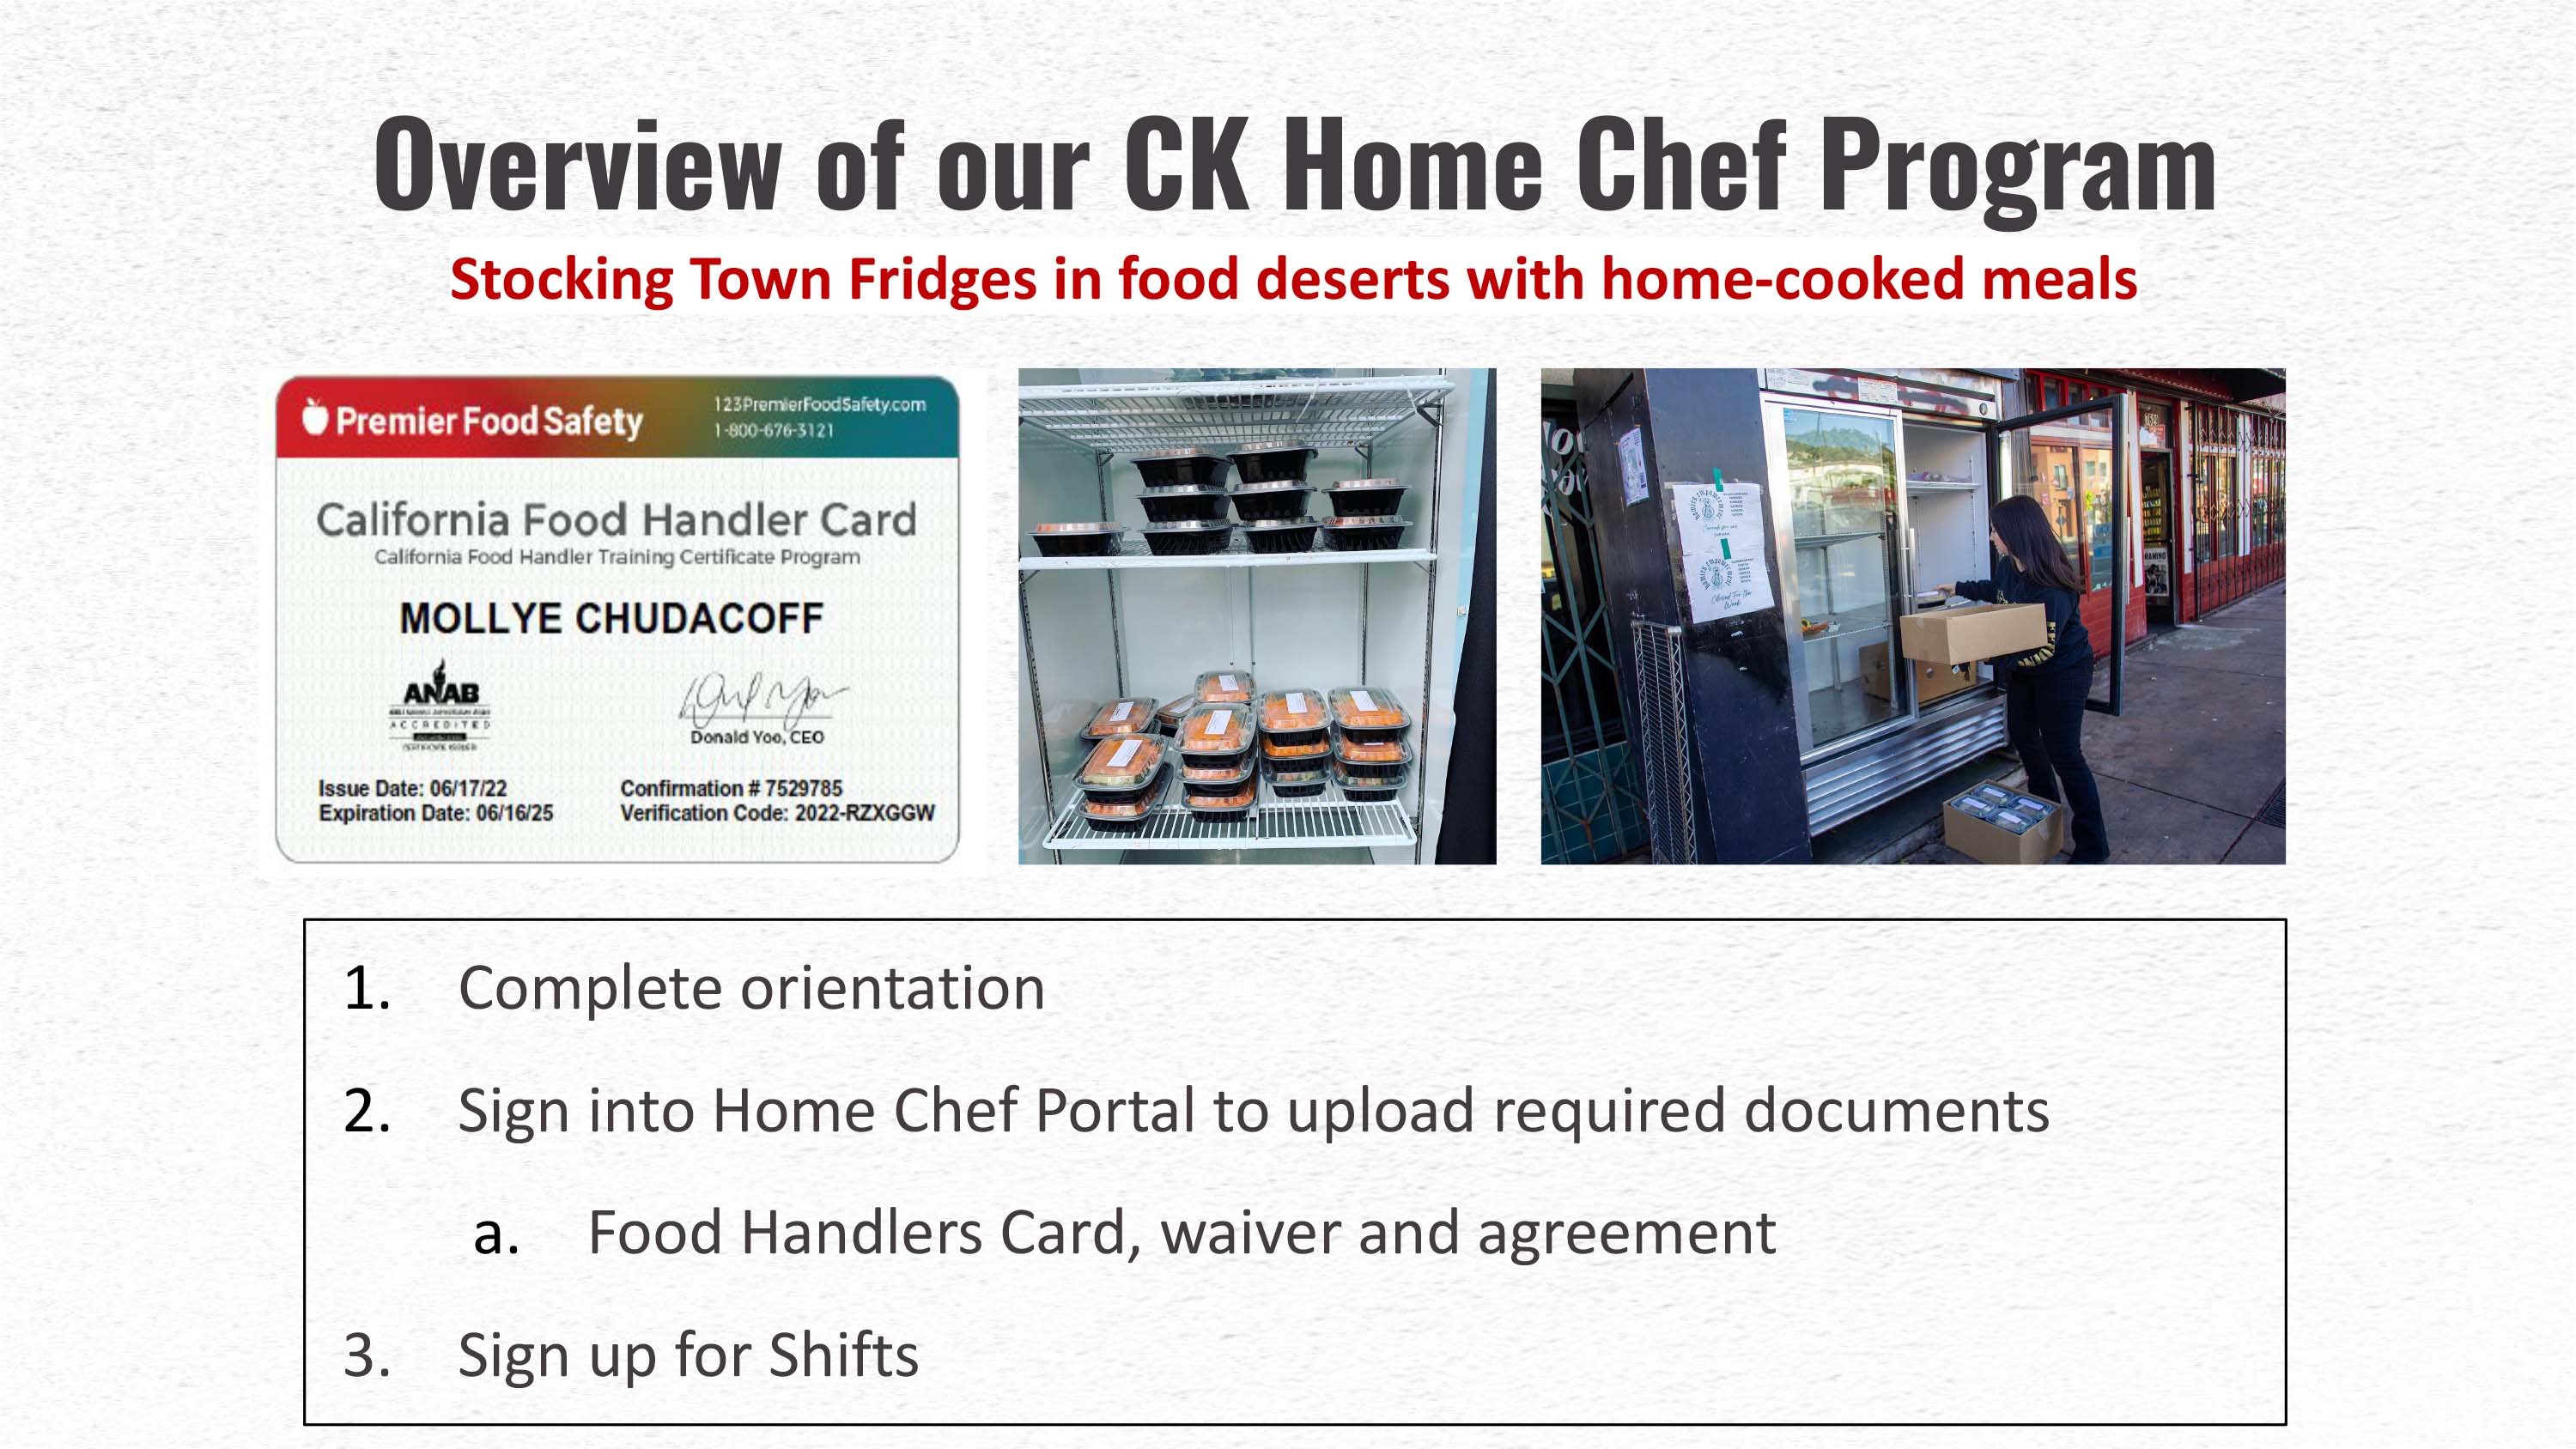 Overview of our CK Home Chef Program
Stocking Town Fridges in food deserts with home-cooked meals
Premier Food Safety
123PremierFoodSafety.com
1-800-676-3121
California Food Handler Card
California Food Handler Training Certificate Program
MOLLYE CHUDACOFF
ANAB
ACCREDITED
Donald Yoo, CEO
Issue Date: 06/17/22
Expiration Date: 06/16/25
Confirmation # 7529785
Verification Code: 2022-RZXGGW
Closed For The
Week
1. Complete orientation
2. Sign into Home Chef Portal to upload required documents
a. Food Handlers Card, waiver and agreement
3. Sign up for Shifts